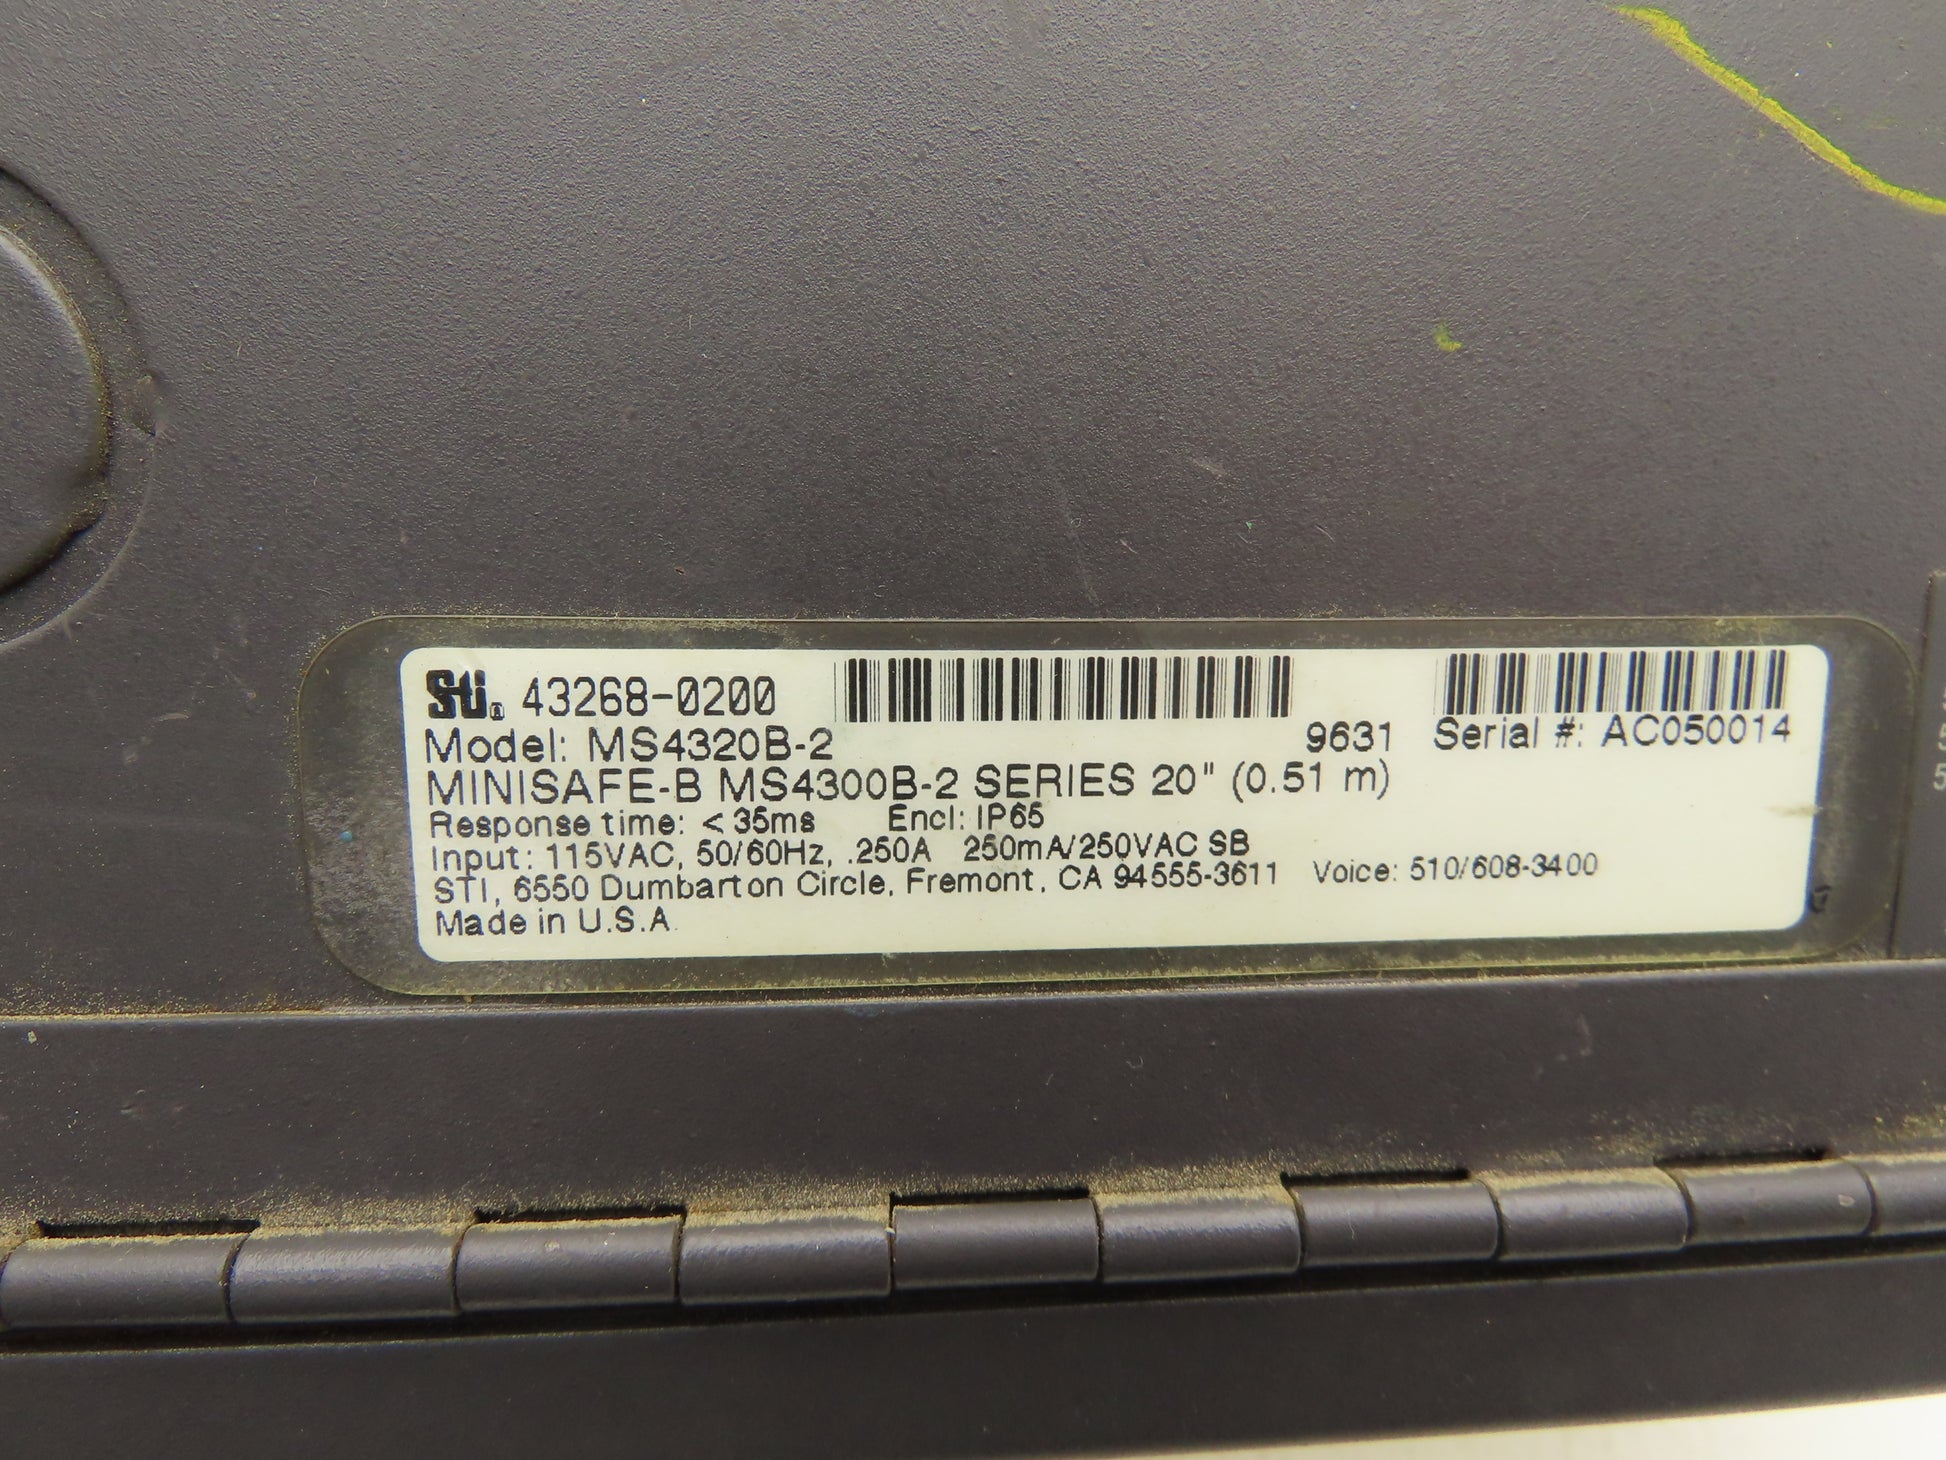 STi® 43268-0200
Model: MS4320B-2 9631 Serial #: AC050014
MINISAFE-B MS4300B-2 SERIES 20" (0.51 m)
Response time: < 35ms Encl: IP65
Input: 115VAC, 50/60Hz, .250A 250mA/250VAC SB
STI, 6550 Dumbarton Circle, Fremont, CA 94555-3611 Voice: 510/608-3400
Made in U.S.A.